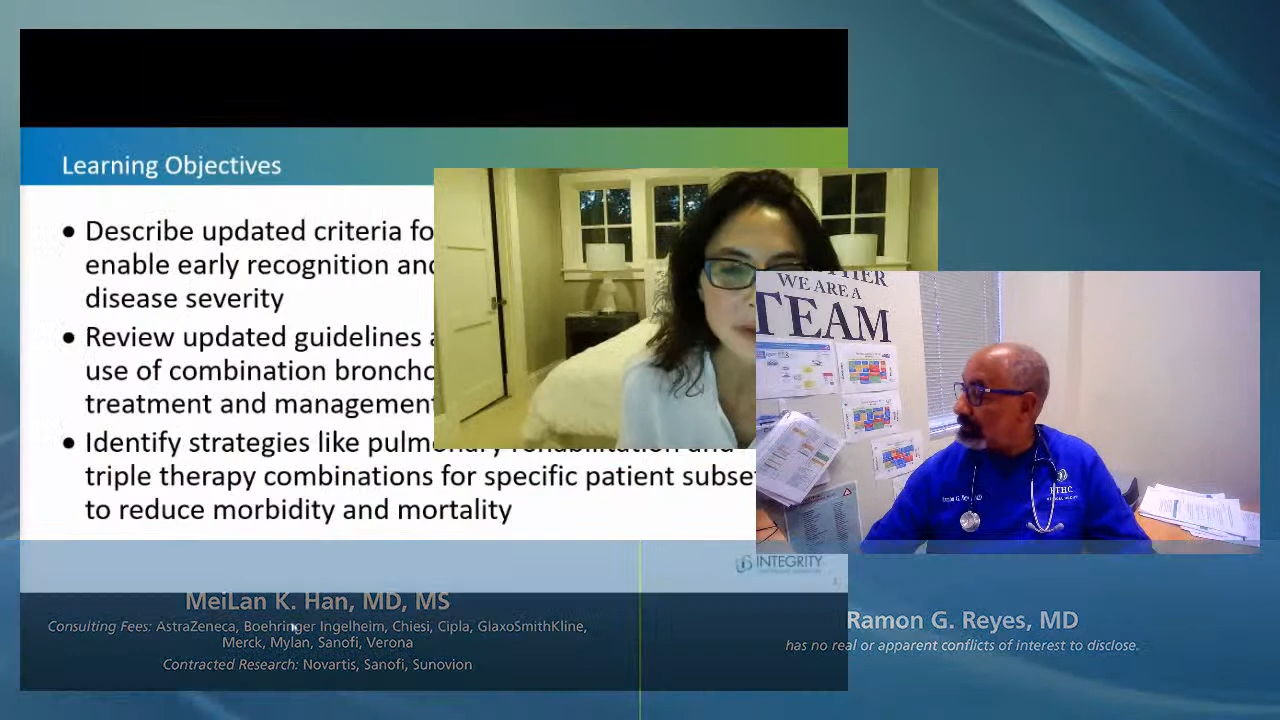 Learning Objectives
• Describe updated criteria fo
enable early recognition and
disease severity
• Review updated guidelines a
use of combination broncho
treatment and management
• Identify strategies like pulmonary rehabilitation and
triple therapy combinations for specific patient subse
to reduce morbidity and mortality
WE ARE A
TEAM
INTEGRITY
MeiLan K. Han, MD, MS
Consulting Fees: AstraZeneca, Boehringer Ingelheim, Chiesi, Cipla, GlaxoSmithKline,
Merck, Mylan, Sanofi, Verona
Contracted Research: Novartis, Sanofi, Sunovion
Ramon G. Reyes, MD
has no real or apparent conflicts of interest to disclose.